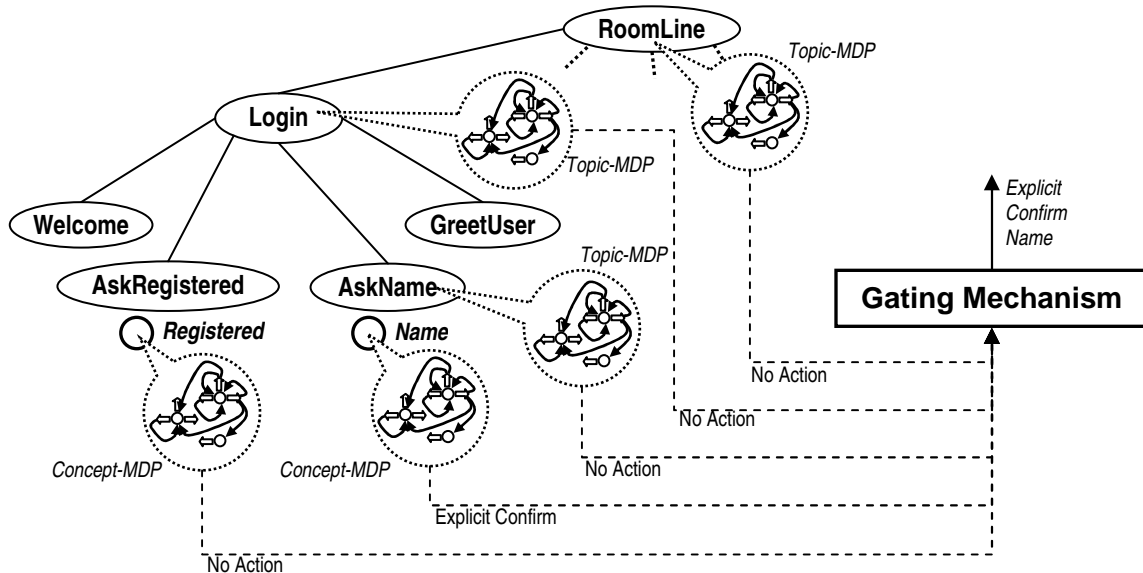 RoomLine
Topic-MDP
Login
Topic-MDP
Welcome
GreetUser
Explicit
Confirm
Name
Topic-MDP
AskRegistered
AskName
Gating Mechanism
Registered
Name
No Action
No Action
Concept-MDP
Concept-MDP
No Action
Explicit Confirm
No Action